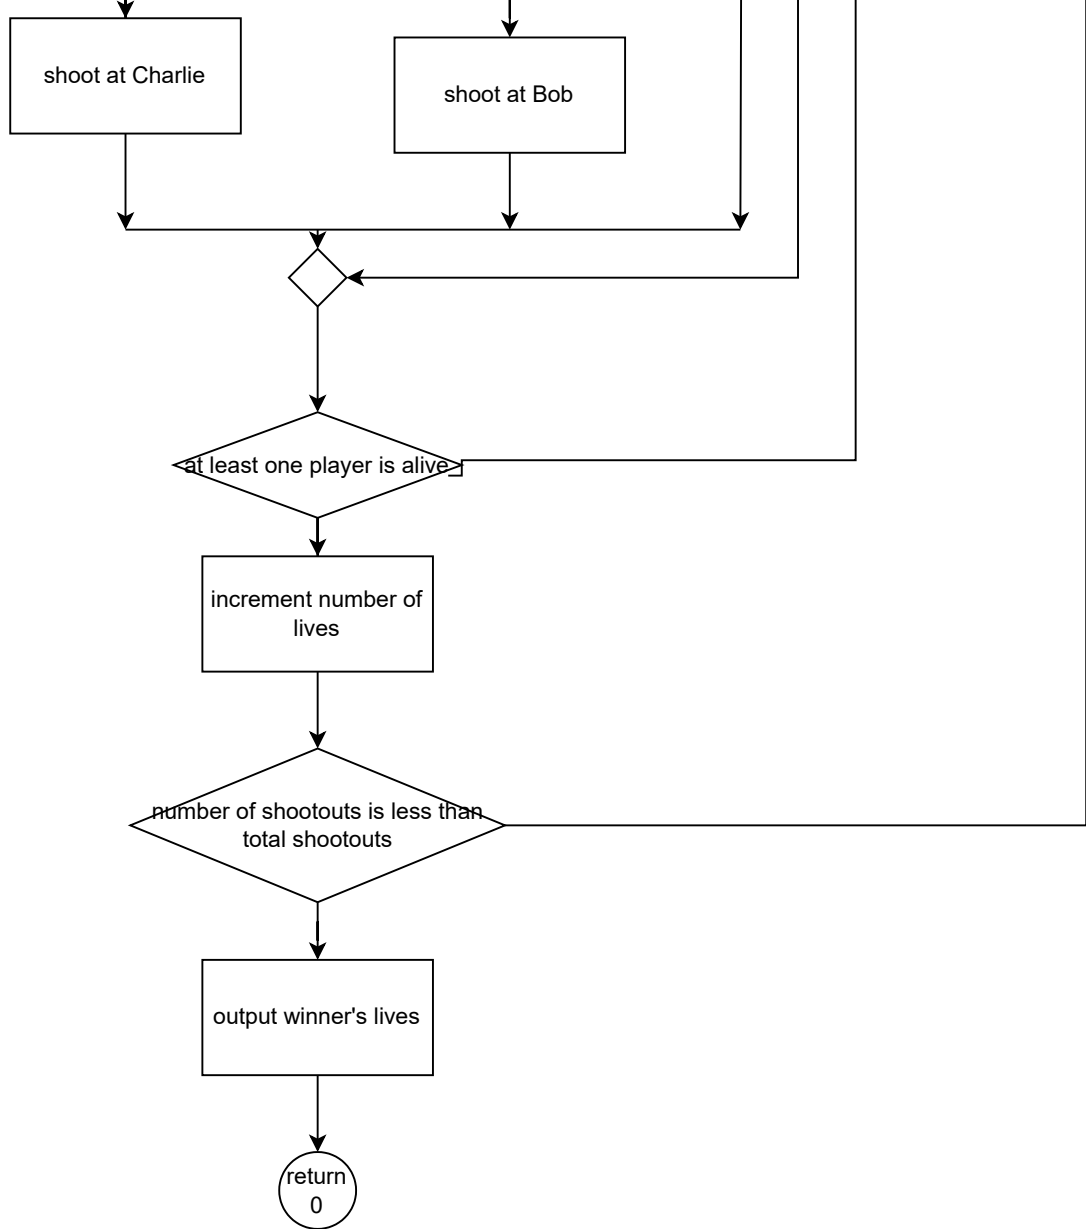 shoot at Charlie
shoot at Bob
at least one player is alive
increment number of
lives
number of shootouts is less than
total shootouts
output winner's lives
return
0